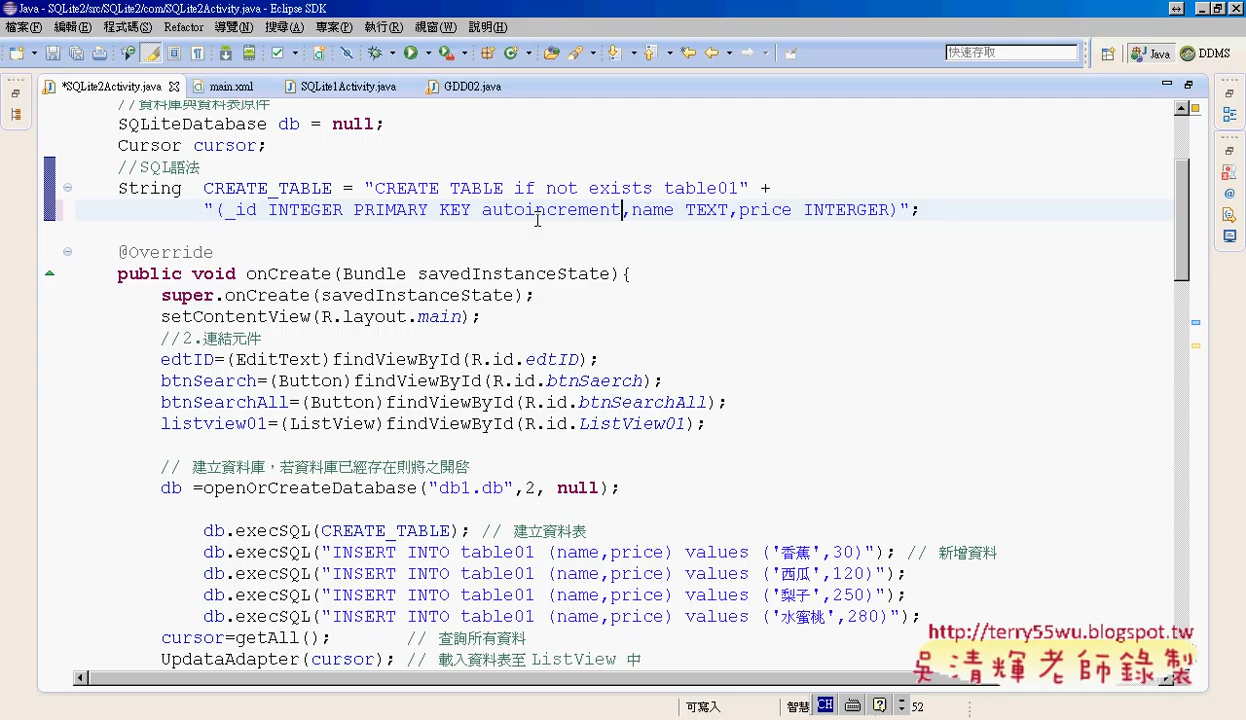 Java - SQLite2/src/SQLite2/com/SQLite2Activity.java - Eclipse SDK
檔案(F) 編輯(E) 程式碼(S) Refactor 導覽(N) 搜尋(A) 專案(P) 執行(R) 視窗(W) 說明(H)
快速存取 Java DDMS
*SQLite2Activity.java main.xml SQLite1Activity.java GDD02.java
//資料庫與資料表原件
SQLiteDatabase db = null;
Cursor cursor;
//SQL語法
String CREATE_TABLE = "CREATE TABLE if not exists table01" +
"(_id INTEGER PRIMARY KEY autoincrement,name TEXT,price INTERGER)";
@Override
public void onCreate(Bundle savedInstanceState){
super.onCreate(savedInstanceState);
setContentView(R.layout.main);
//2.連結元件
edtID=(EditText)findViewById(R.id.edtID);
btnSearch=(Button)findViewById(R.id.btnSaerch);
btnSearchAll=(Button)findViewById(R.id.btnSearchAll);
listview01=(ListView)findViewById(R.id.ListView01);
// 建立資料庫，若資料庫已經存在則將之開啟
db =openOrCreateDatabase("db1.db",2, null);
db.execSQL(CREATE_TABLE); // 建立資料表
db.execSQL("INSERT INTO table01 (name,price) values ('香蕉',30)"); // 新增資料
db.execSQL("INSERT INTO table01 (name,price) values ('西瓜',120)");
db.execSQL("INSERT INTO table01 (name,price) values ('梨子',250)");
db.execSQL("INSERT INTO table01 (name,price) values ('水蜜桃',280)");
cursor=getAll(); // 查詢所有資料
UpdataAdapter(cursor); // 載入資料表至 ListView 中
http://terry55wu.blogspot.tw
吳清輝老師錄製
可寫入 智慧 CH 52